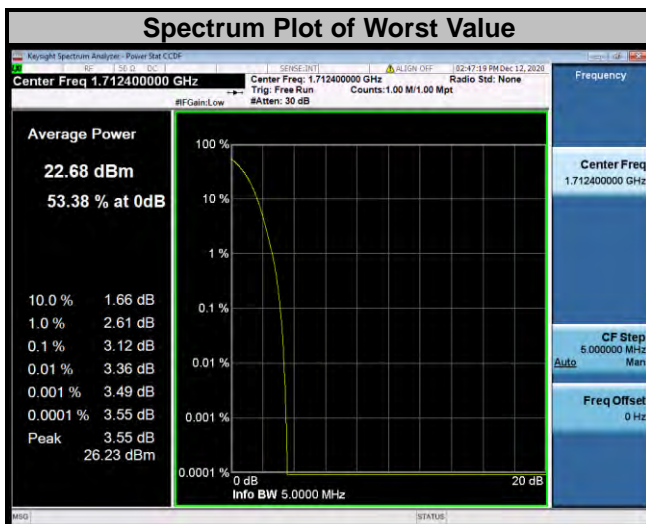 Spectrum Plot of Worst Value
Keysight Spectrum Analyzer - Power Stat CCDF
RF 50 Ω DC SENSE:INT ALIGN OFF 02:47:19 PM Dec 12, 2020
Center Freq 1.712400000 GHz
Center Freq: 1.712400000 GHz Radio Std: None
Trig: Free Run Counts:1.00 M/1.00 Mpt
#IFGain:Low #Atten: 30 dB
Frequency
Average Power
22.68 dBm
53.38 % at 0dB
10.0 % 1.66 dB
1.0 % 2.61 dB
0.1 % 3.12 dB
0.01 % 3.36 dB
0.001 % 3.49 dB
0.0001 % 3.55 dB
Peak 3.55 dB
26.23 dBm
100 %
10 %
1 %
0.1 %
0.01 %
0.001 %
0.0001 %
0 dB 20 dB
Info BW 5.0000 MHz
Center Freq
1.712400000 GHz
CF Step
5.000000 MHz
Auto Man
Freq Offset
0 Hz
MSG STATUS